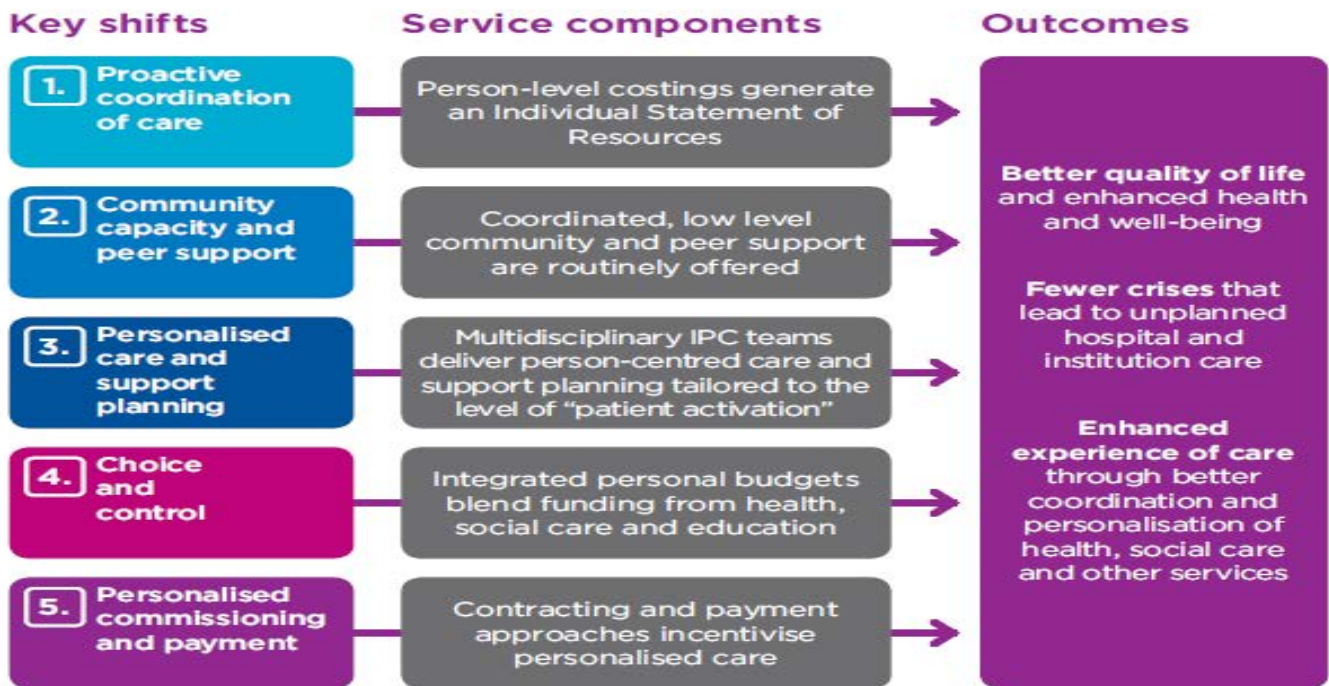 Key shifts
Service components
Outcomes
1.
Proactive
coordination
of care
Person-level costings generate
an Individual Statement of
Resources
2.
Community
capacity and
peer support
Coordinated, low level
community and peer support
are routinely offered
3.
Personalised
care and
support
planning
Multidisciplinary IPC teams
deliver person-centred care and
support planning tailored to the
level of “patient activation”
4.
Choice
and
control
Integrated personal budgets
blend funding from health,
social care and education
5.
Personalised
commissioning
and payment
Contracting and payment
approaches incentivise
personalised care
Better quality of life
and enhanced health
and well-being
Fewer crises that
lead to unplanned
hospital and
institution care
Enhanced
experience of care
through better
coordination and
personalisation of
health, social care
and other services